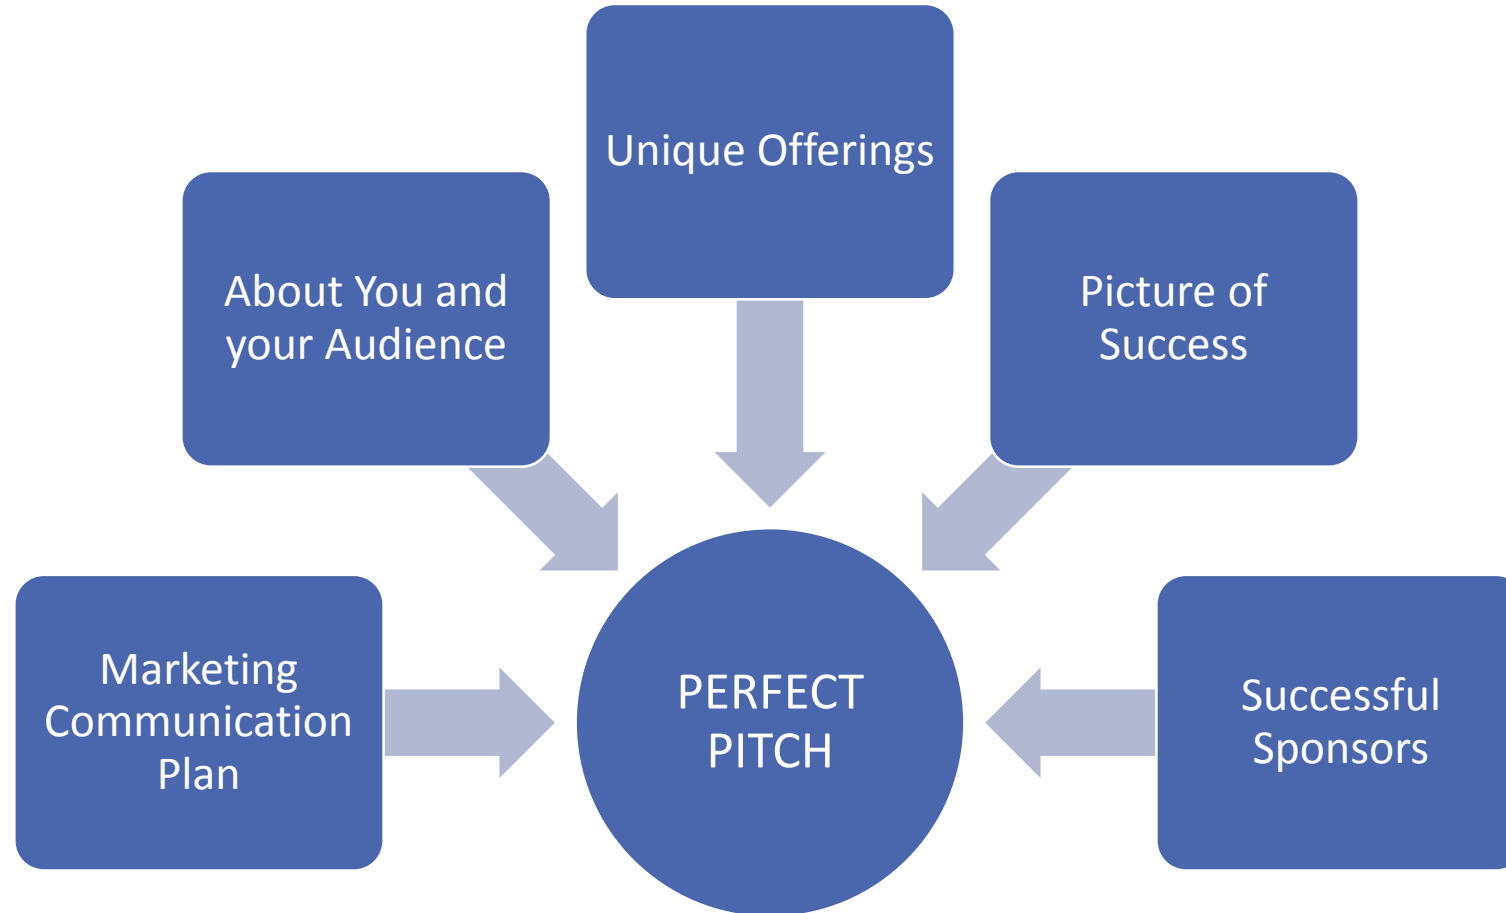 Unique Offerings
About You and
your Audience
Picture of
Success
Marketing
Communication
Plan
PERFECT
PITCH
Successful
Sponsors